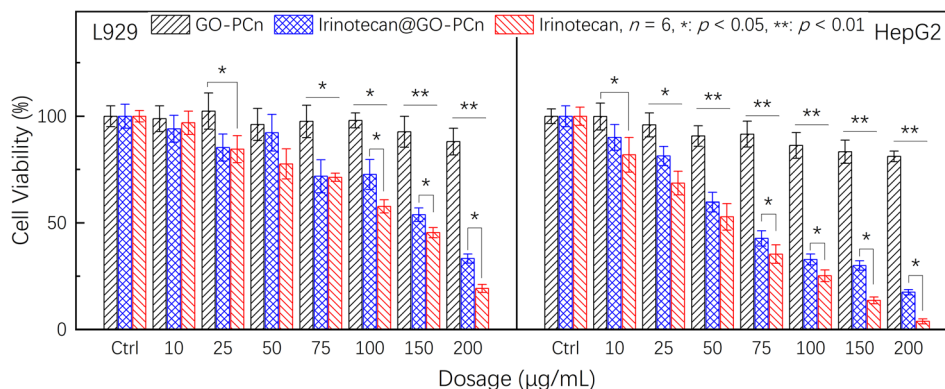 L929 GO-PCn Irinotecan@GO-PCn Irinotecan, n = 6, *: p < 0.05, **: p < 0.01 HepG2
* * * ** ** * * ** ** ** ** **
* * * * * * *
Cell Viability (%)
100
50
0
Ctrl 10 25 50 75 100 150 200 Ctrl 10 25 50 75 100 150 200
Dosage (μg/mL)